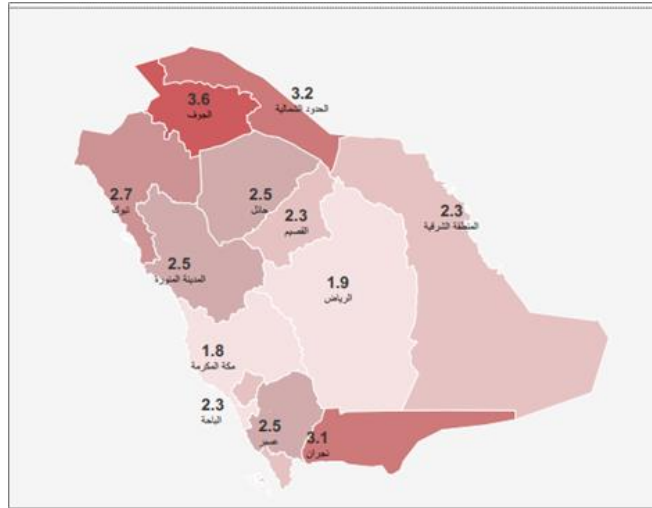 3.2
الحدود الشمالية
3.6
الجوف
2.7
تبوك
2.5
حائل
2.3
القصيم
2.3
المنطقة الشرقية
2.5
المدينة المنورة
1.9
الرياض
1.8
مكة المكرمة
2.3
الباحة
2.5
عسير
3.1
نجران